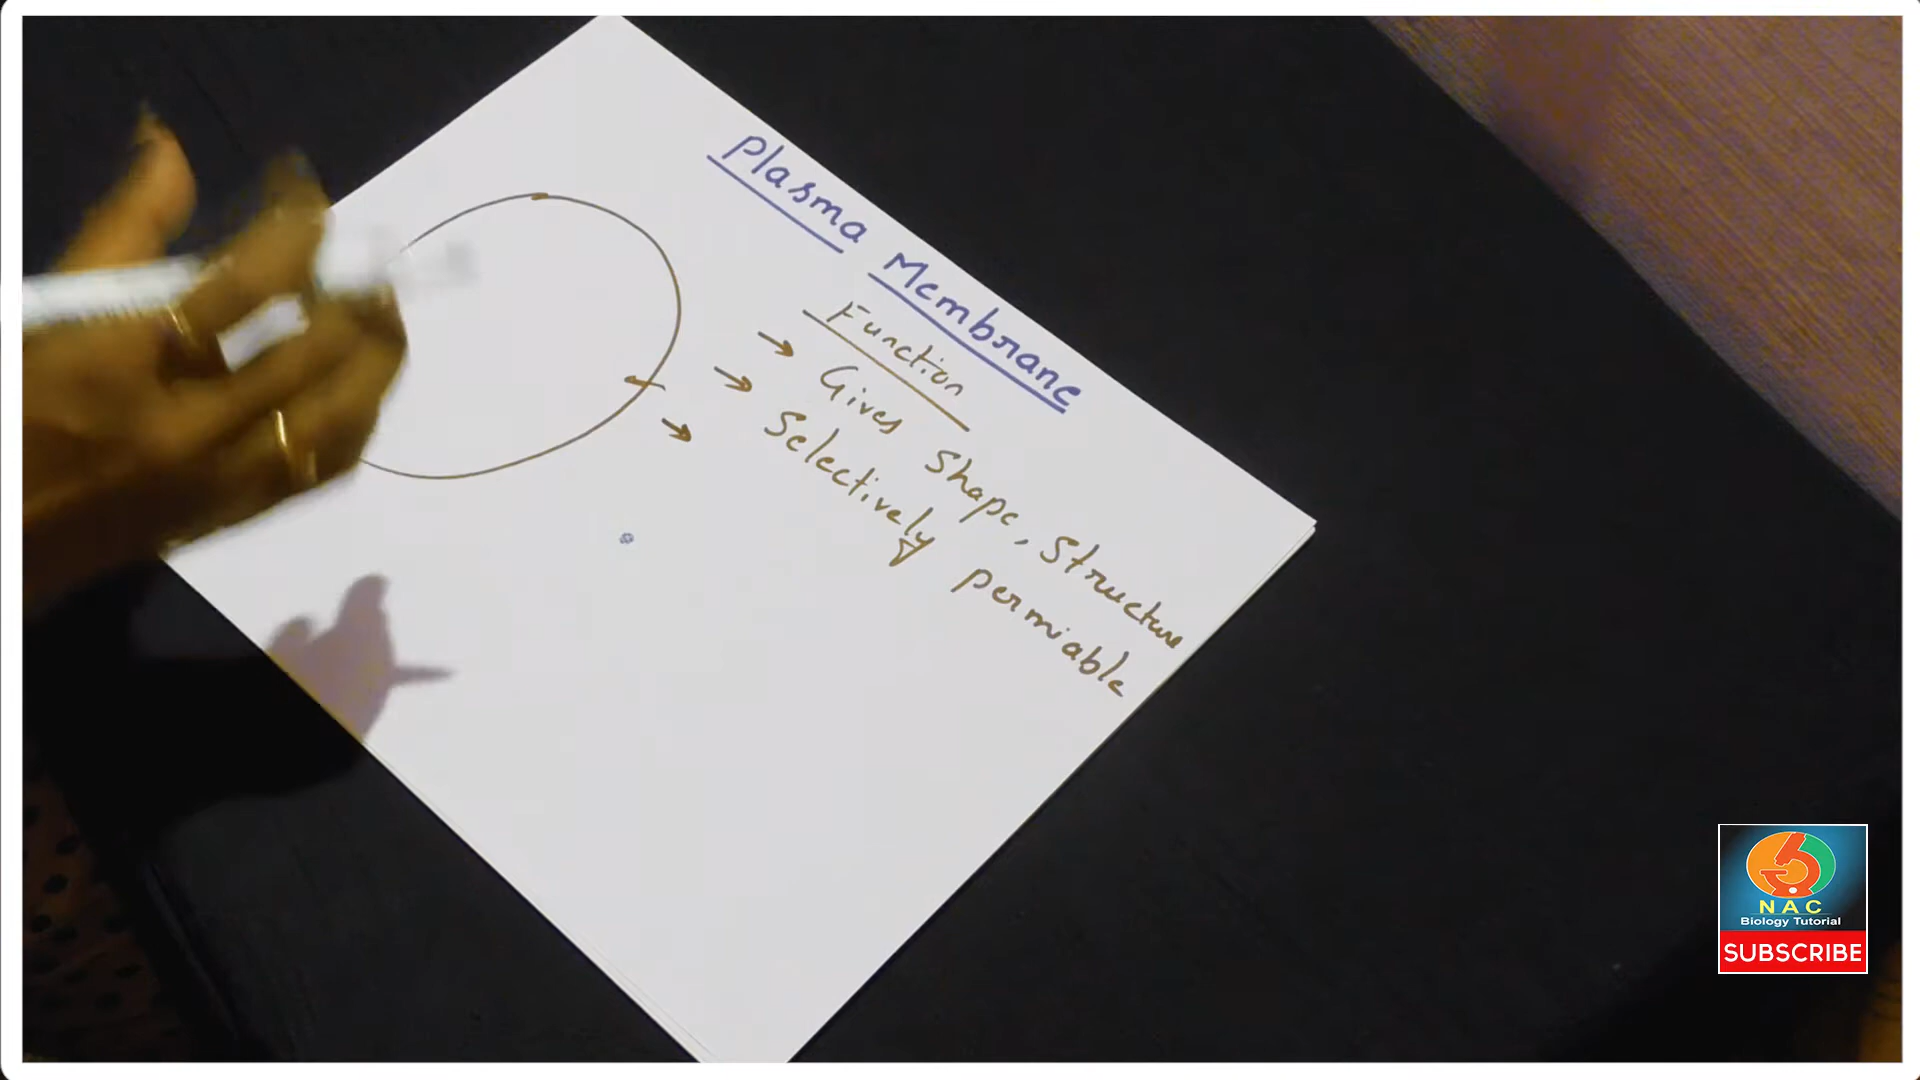 Plasma Membrane
Function
→ Gives shape, structure
→ Selectively permiable
→
NAC
Biology Tutorial
SUBSCRIBE